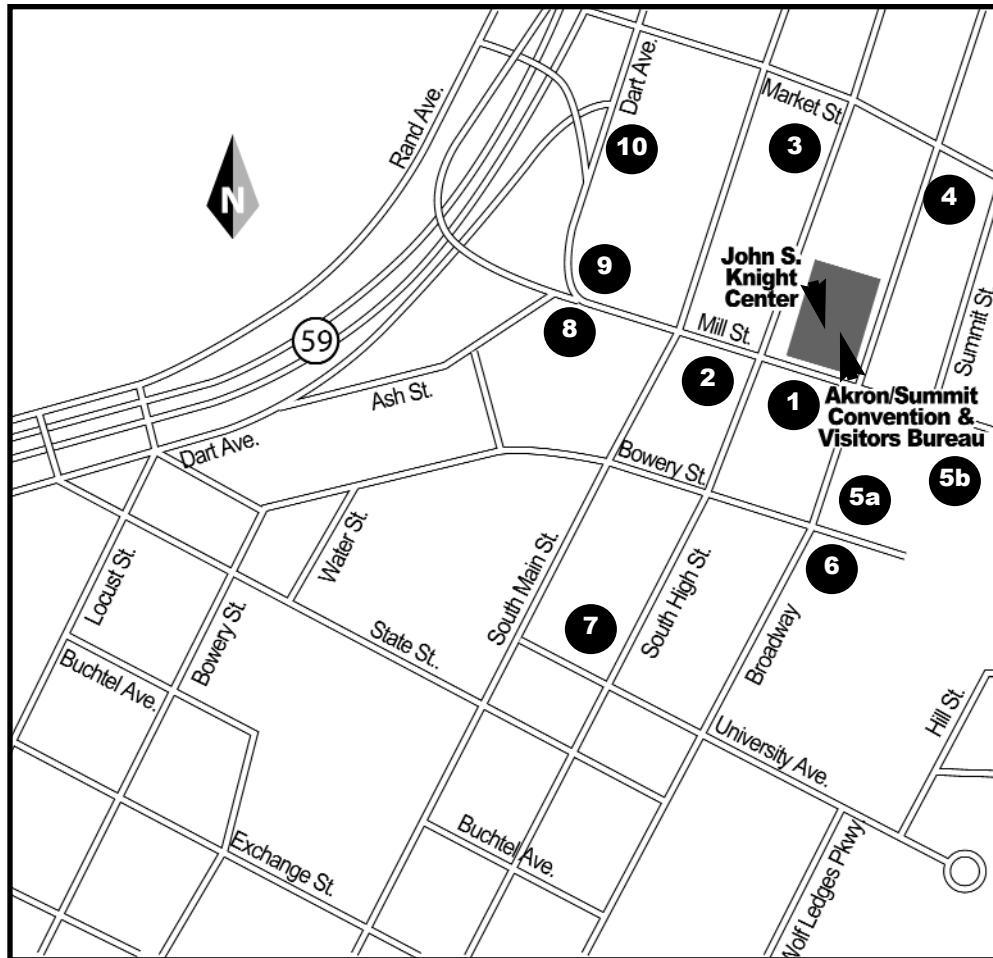 Rand Ave.
Dart Ave.
Market St.
10
3
4
N
John S.
Knight
Center
9
Mill St.
Summit St
59
8
2
1
Akron/Summit
Convention &
Visitors Bureau
Ash St.
Dart Ave.
Bowery St.
5a
5b
Locust St.
Water St.
South Main St.
South High St.
6
7
Broadway
Bowery St.
State St..
Buchtel Ave.
Hill St.
University Ave.
Exchange St.
Buchtel Ave.
Wolf Ledges Pkwy